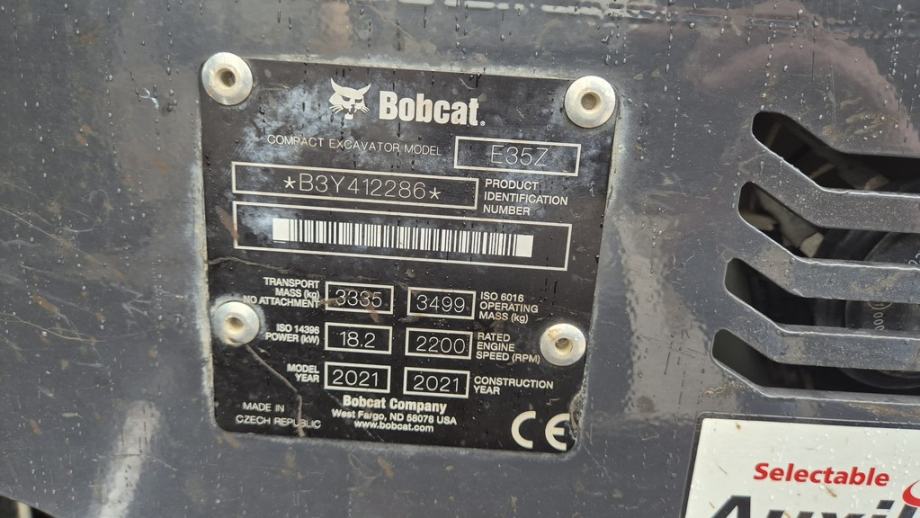 Bobcat®
COMPACT EXCAVATOR MODEL E35Z
*B3Y412286* PRODUCT
IDENTIFICATION
NUMBER
TRANSPORT
MASS (kg)
NO ATTACHMENT 3335
3499 ISO 6016
OPERATING
MASS (kg)
ISO 14396
POWER (kW) 18.2
2200 RATED
ENGINE
SPEED (RPM)
MODEL
YEAR 2021
2021 CONSTRUCTION
YEAR
Bobcat Company
West Fargo, ND 58078 USA
www.bobcat.com
MADE IN
CZECH REPUBLIC
CE
Selectable